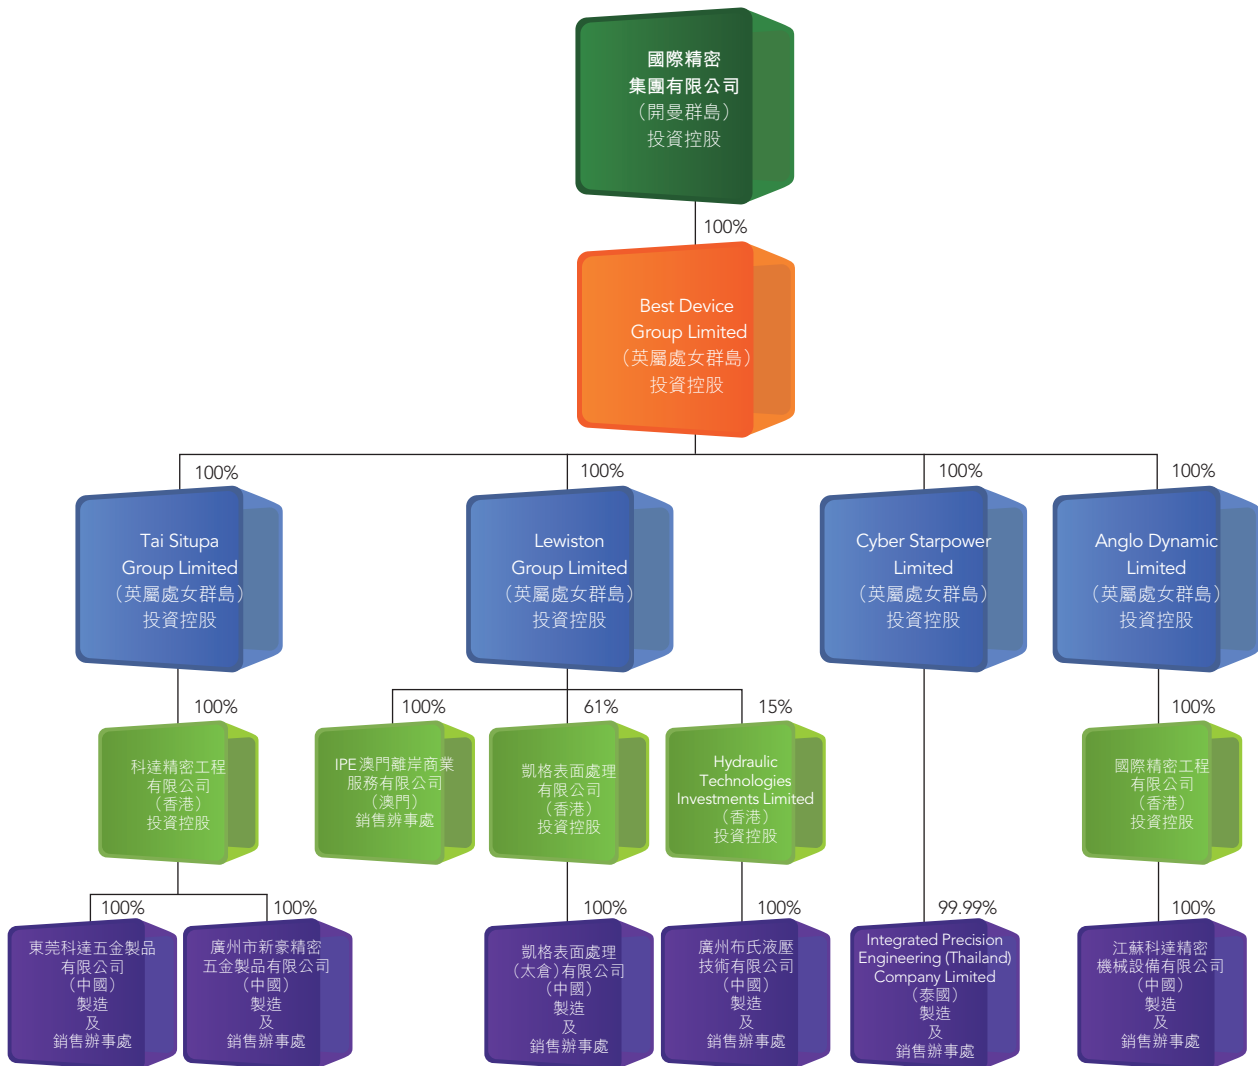 國際精密
集團有限公司
（開曼群島）
投資控股
100%
Best Device
Group Limited
（英屬處女群島）
投資控股
100%
100%
100%
100%
Tai Situpa
Group Limited
（英屬處女群島）
投資控股
Lewiston
Group Limited
（英屬處女群島）
投資控股
Cyber Starpower
Limited
（英屬處女群島）
投資控股
Anglo Dynamic
Limited
（英屬處女群島）
投資控股
100%
100%
61%
15%
100%
科達精密工程
有限公司
（香港）
投資控股
IPE澳門離岸商業
服務有限公司
（澳門）
銷售辦事處
凱格表面處理
有限公司
（香港）
投資控股
Hydraulic
Technologies
Investments Limited
（香港）
投資控股
國際精密工程
有限公司
（香港）
投資控股
100%
100%
100%
100%
99.99%
100%
東莞科達五金製品
有限公司
（中國）
製造
及
銷售辦事處
廣州市新豪精密
五金製品有限公司
（中國）
製造
及
銷售辦事處
凱格表面處理
（太倉）有限公司
（中國）
製造
及
銷售辦事處
廣州布氏液壓
技術有限公司
（中國）
製造
及
銷售辦事處
Integrated Precision
Engineering (Thailand)
Company Limited
（泰國）
製造
及
銷售辦事處
江蘇科達精密
機械設備有限公司
（中國）
製造
及
銷售辦事處